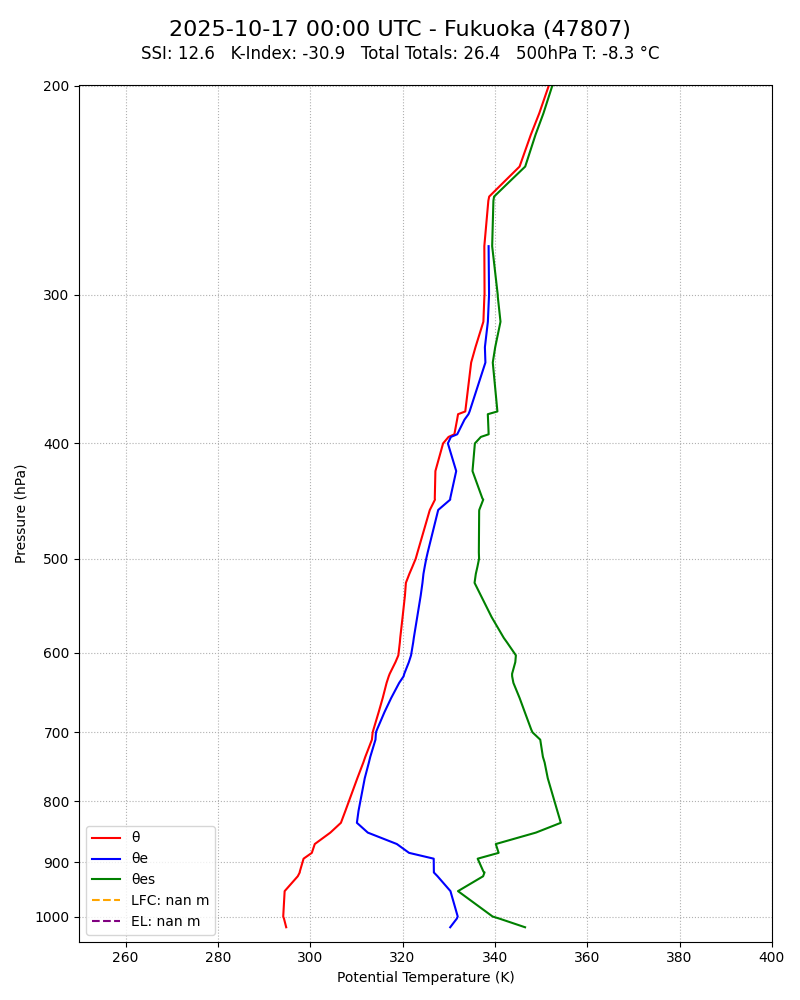 2025-10-17 00:00 UTC - Fukuoka (47807)
SSI: 12.6 K-Index: -30.9 Total Totals: 26.4 500hPa T: -8.3 °C
200
300
400
500
600
700
800
900
1000
Pressure (hPa)
θ
θe
θes
LFC: nan m
EL: nan m
260 280 300 320 340 360 380 400
Potential Temperature (K)